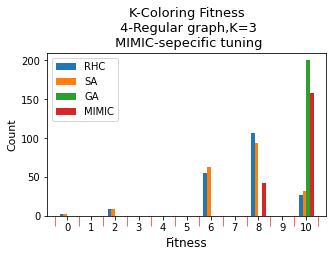 K-Coloring Fitness
4-Regular graph,K=3
MIMIC-sepecific tuning
Count
200
150
100
50
0
RHC
SA
GA
MIMIC
0 1 2 3 4 5 6 7 8 9 10
Fitness